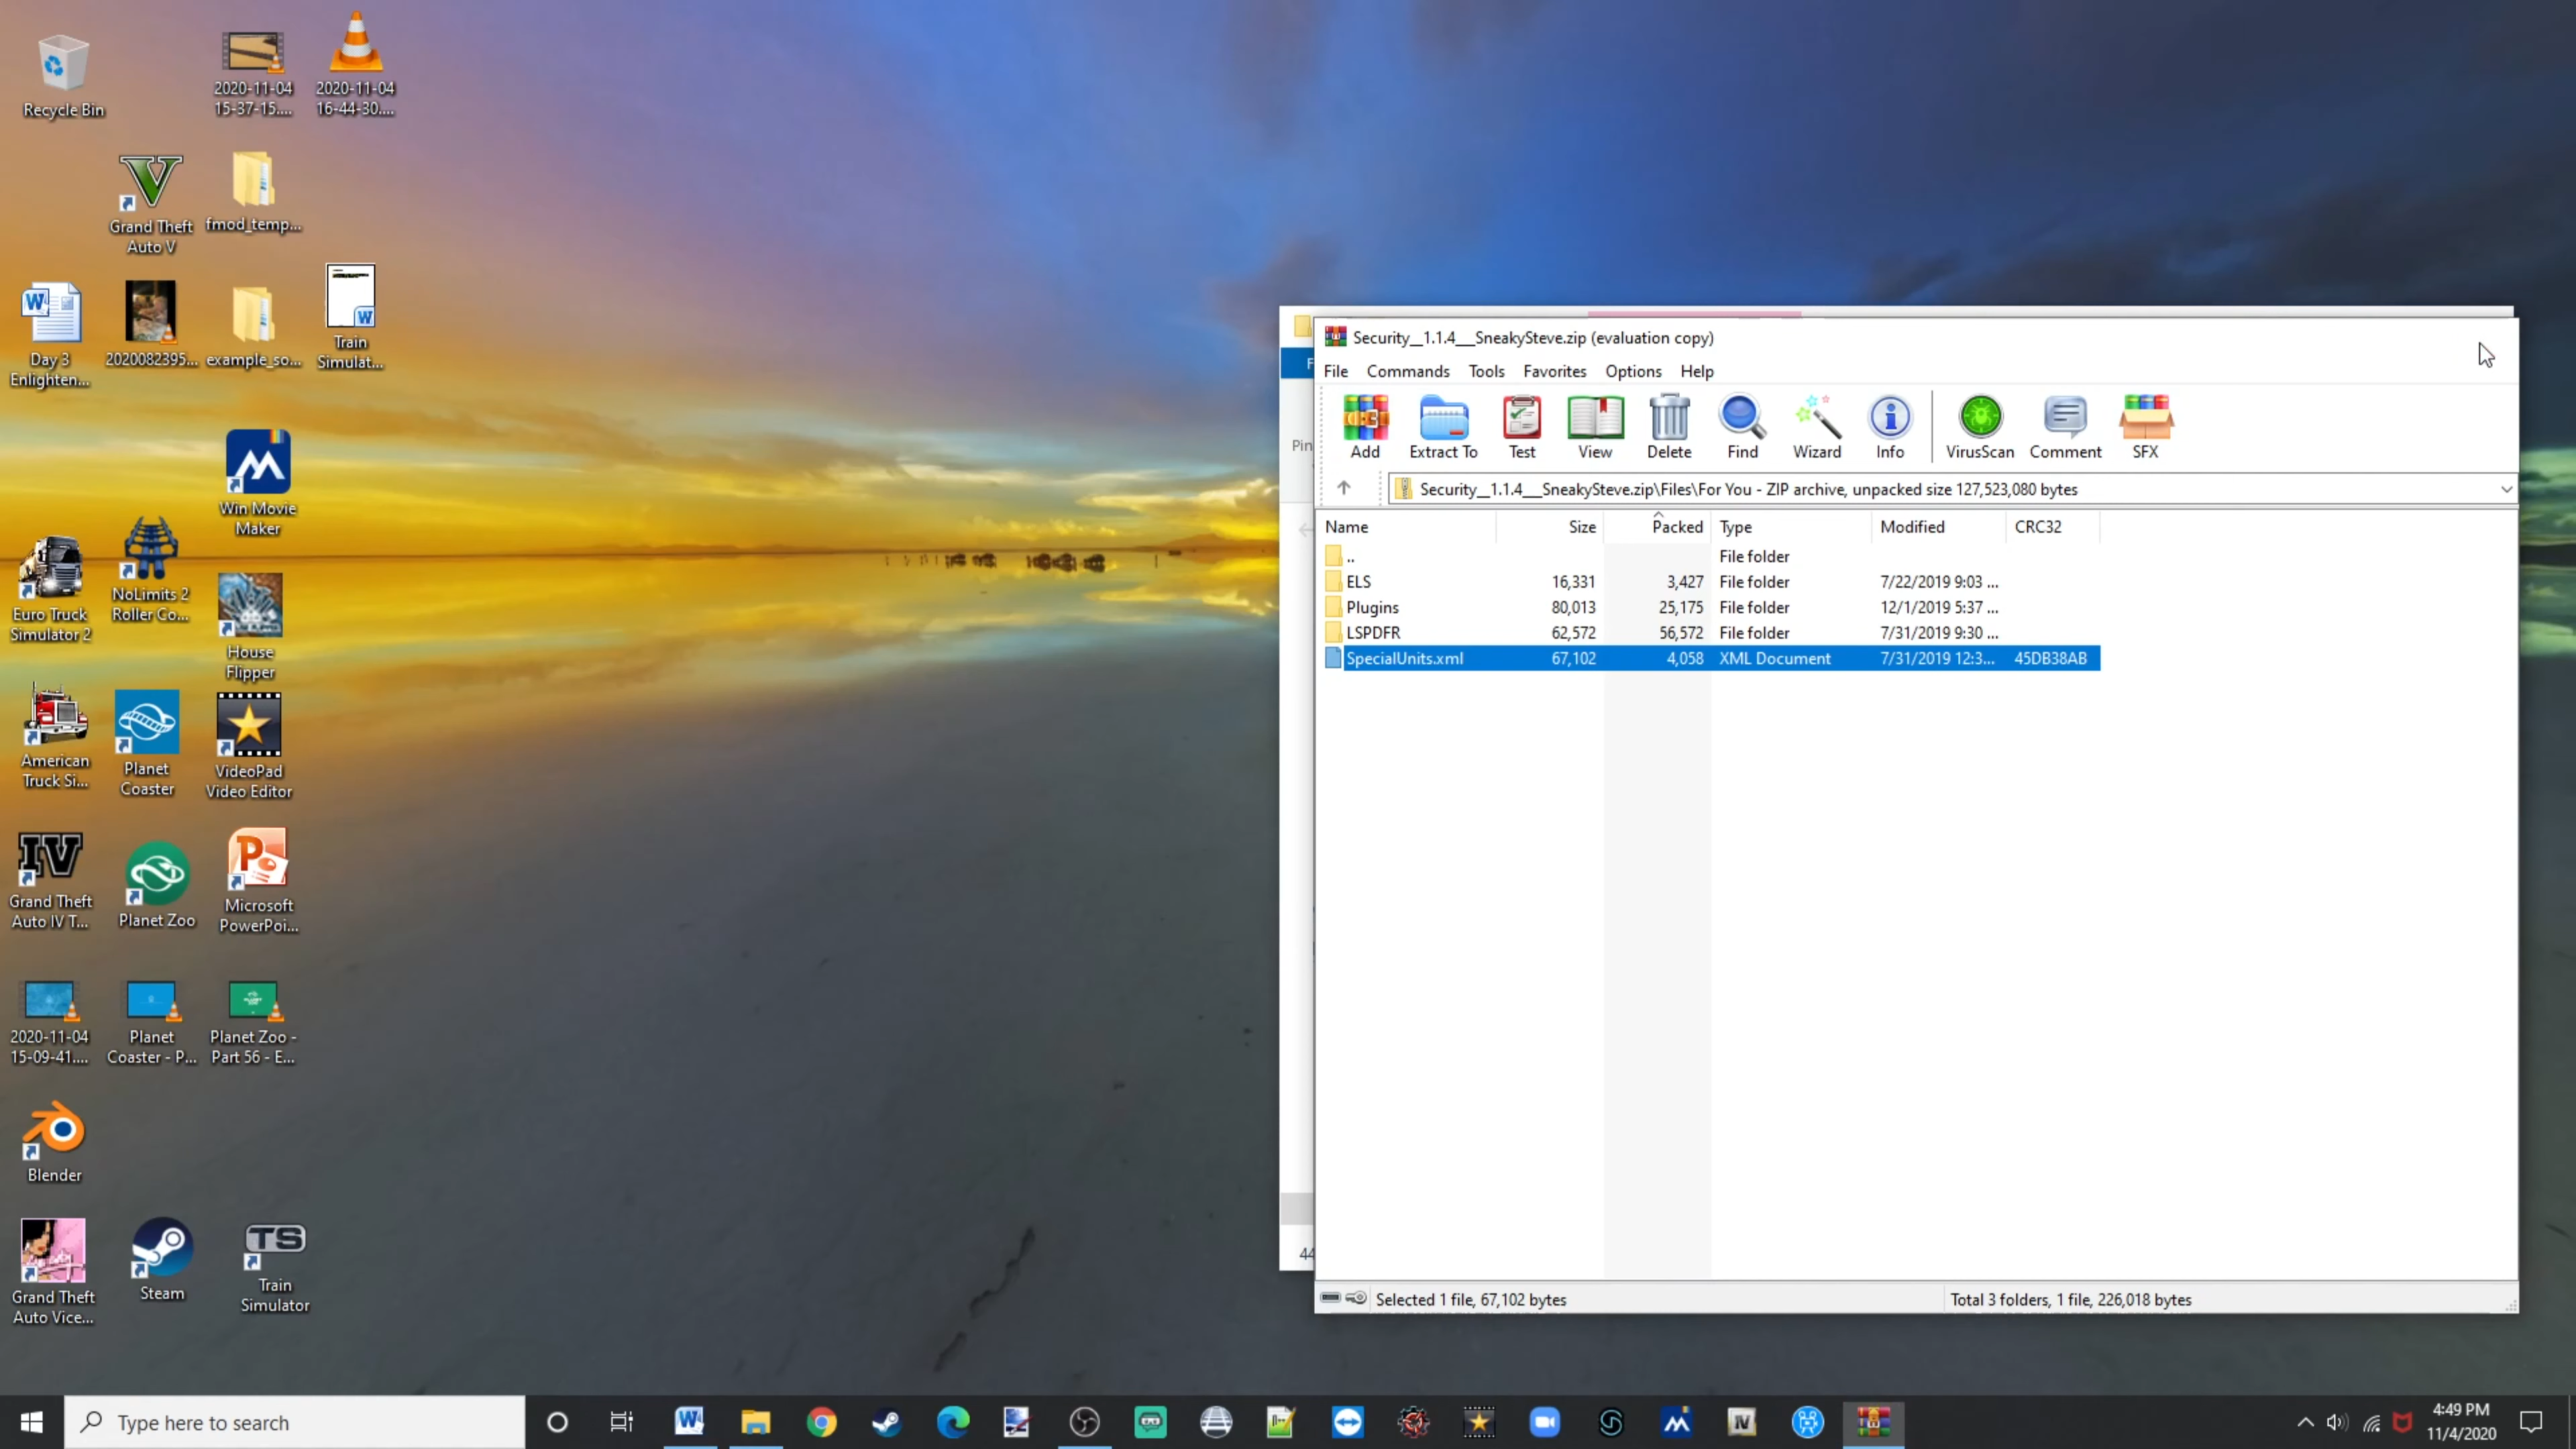 Recycle Bin
2020-11-04
15-37-15....
2020-11-04
16-44-30....
Grand Theft
Auto V
fmod_temp...
Day 3
Enlighten...
2020082395...
example_so...
Train
Simulat...
Win Movie
Maker
Euro Truck
Simulator 2
NoLimits 2
Roller Co...
House
Flipper
American
Truck Si...
Planet
Coaster
VideoPad
Video Editor
Grand Theft
Auto IV T...
Planet Zoo
Microsoft
PowerPoi...
2020-11-04
15-09-41....
Planet
Coaster - P...
Planet Zoo -
Part 56 - E...
Blender
Grand Theft
Auto Vice...
Steam
TS
Train
Simulator
F
Pin
44
Security__1.1.4___SneakySteve.zip (evaluation copy)
File Commands Tools Favorites Options Help
Add Extract To Test View Delete Find Wizard Info VirusScan Comment SFX
Security__1.1.4___SneakySteve.zip\Files\For You - ZIP archive, unpacked size 127,523,080 bytes
Name Size Packed Type Modified CRC32
.. File folder
ELS 16,331 3,427 File folder 7/22/2019 9:03 ...
Plugins 80,013 25,175 File folder 12/1/2019 5:37 ...
LSPDFR 62,572 56,572 File folder 7/31/2019 9:30 ...
SpecialUnits.xml 67,102 4,058 XML Document 7/31/2019 12:3... 45DB38AB
Selected 1 file, 67,102 bytes
Total 3 folders, 1 file, 226,018 bytes
Type here to search
4:49 PM
11/4/2020